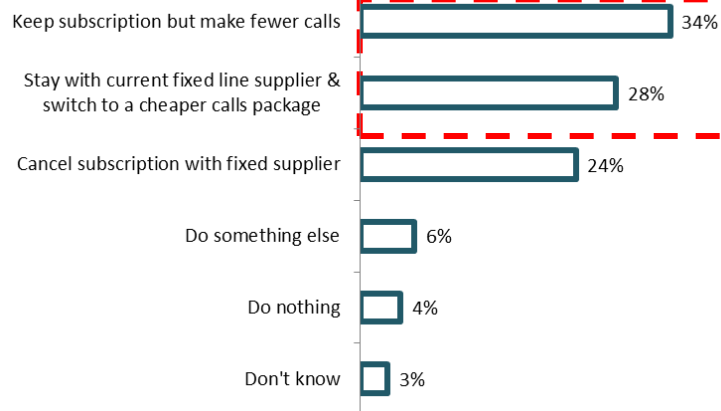 Keep subscription but make fewer calls 34%
Stay with current fixed line supplier &
switch to a cheaper calls package 28%
Cancel subscription with fixed supplier 24%
Do something else 6%
Do nothing 4%
Don't know 3%